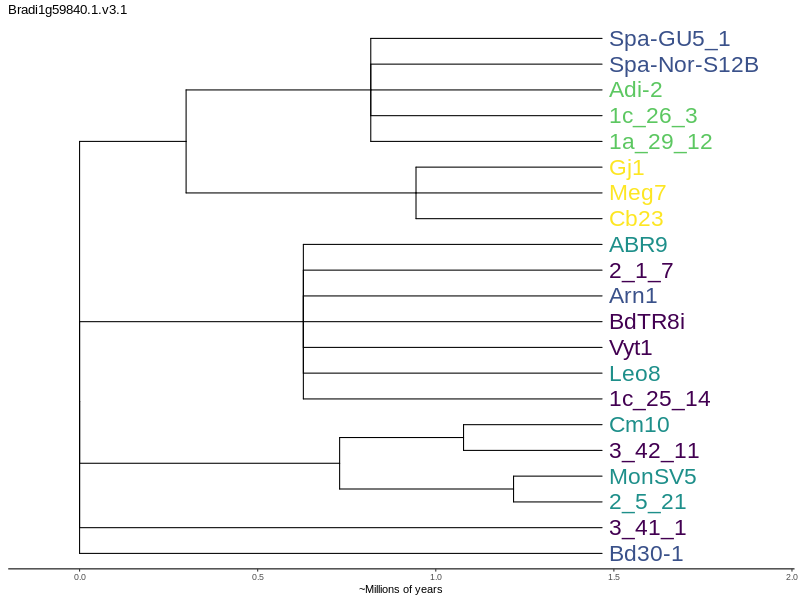 Bradi1g59840.1.v3.1
Spa-GU5_1
Spa-Nor-S12B
Adi-2
1c_26_3
1a_29_12
Gj1
Meg7
Cb23
ABR9
2_1_7
Arn1
BdTR8i
Vyt1
Leo8
1c_25_14
Cm10
3_42_11
MonSV5
2_5_21
3_41_1
Bd30-1
0.0 0.5 1.0 1.5 2.0
~Millions of years